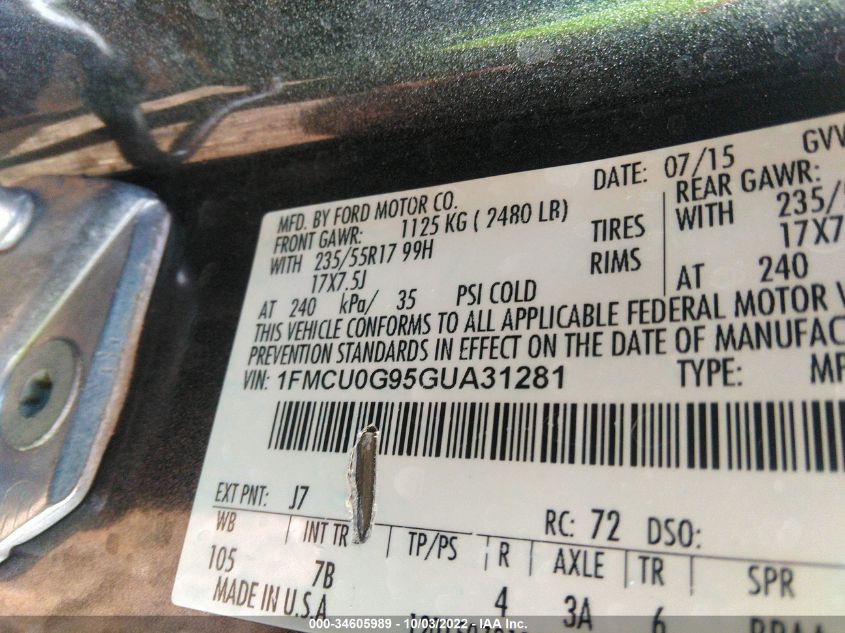 MFD. BY FORD MOTOR CO. DATE: 07/15 GVW
FRONT GAWR: 1125 KG ( 2480 LB) REAR GAWR:
WITH 235/55R17 99H TIRES WITH 235/
17X7.5J RIMS 17X7
AT 240 kPa/ 35 PSI COLD AT 240
THIS VEHICLE CONFORMS TO ALL APPLICABLE FEDERAL MOTOR V
PREVENTION STANDARDS IN EFFECT ON THE DATE OF MANUFAC
VIN: 1FMCU0G95GUA31281 TYPE: MP
EXT PNT: J7 RC: 72 DSO:
WB INT TR TP/PS R AXLE TR SPR
105 7B 4 3A 6
MADE IN U.S.A
000-34605989 - 10/03/2022 - IAA Inc.